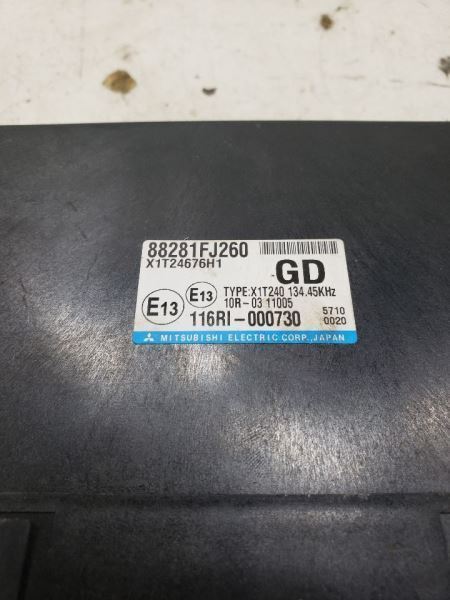 88281FJ260
X1T24676H1
GD
E13 E13 TYPE:X1T240 134.45KHz
10R-03 11005
116RI-000730 5710
0020
MITSUBISHI ELECTRIC CORP.,JAPAN